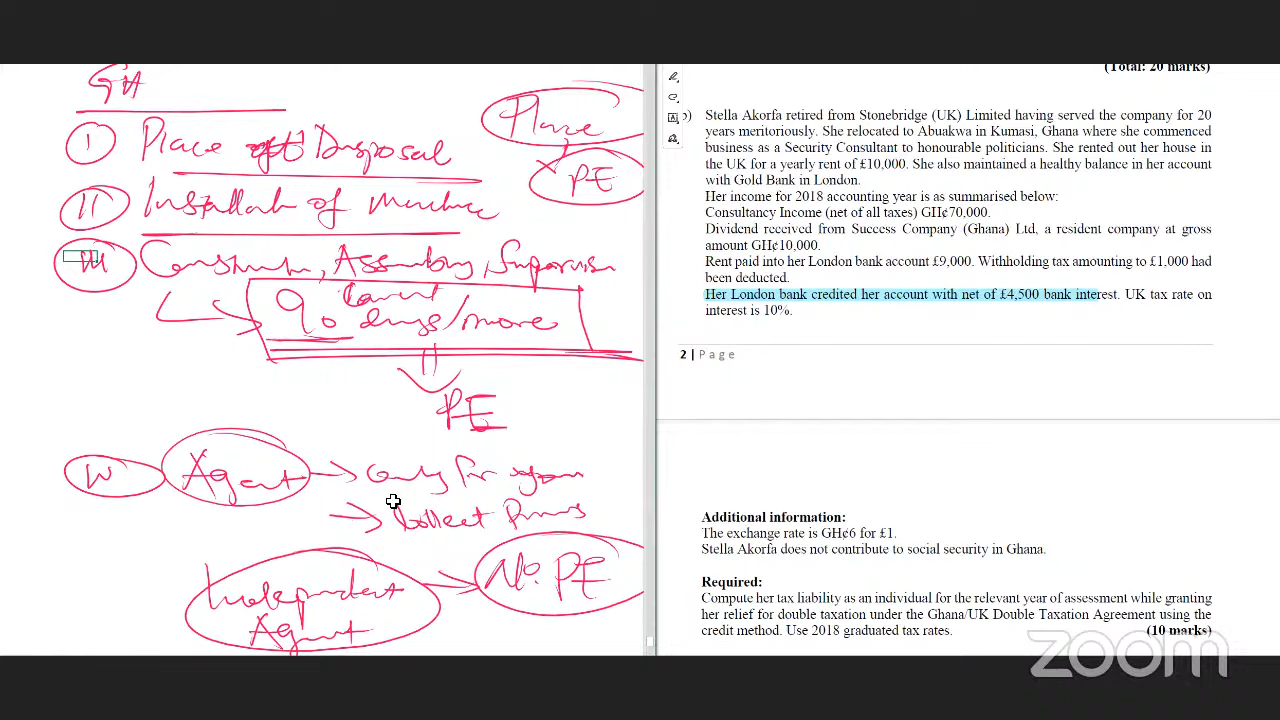 GH
I Place of Disposal
II of
III , Assembly, Supervision
90 days/more
PE
Place
PE
IV Agent → for
→ Collect
Independent Agent → No PE
(Total: 20 marks)
b) Stella Akorfa retired from Stonebridge (UK) Limited having served the company for 20
years meritoriously. She relocated to Abuakwa in Kumasi, Ghana where she commenced
business as a Security Consultant to honourable politicians. She rented out her house in
the UK for a yearly rent of £10,000. She also maintained a healthy balance in her account
with Gold Bank in London.
Her income for 2018 accounting year is as summarised below:
Consultancy Income (net of all taxes) GH¢70,000.
Dividend received from Success Company (Ghana) Ltd, a resident company at gross
amount GH¢10,000.
Rent paid into her London bank account £9,000. Withholding tax amounting to £1,000 had
been deducted.
Her London bank credited her account with net of £4,500 bank interest. UK tax rate on
interest is 10%.
2 | Page
Additional information:
The exchange rate is GH¢6 for £1.
Stella Akorfa does not contribute to social security in Ghana.
Required:
Compute her tax liability as an individual for the relevant year of assessment while granting
her relief for double taxation under the Ghana/UK Double Taxation Agreement using the
credit method. Use 2018 graduated tax rates. (10 marks)
zoom